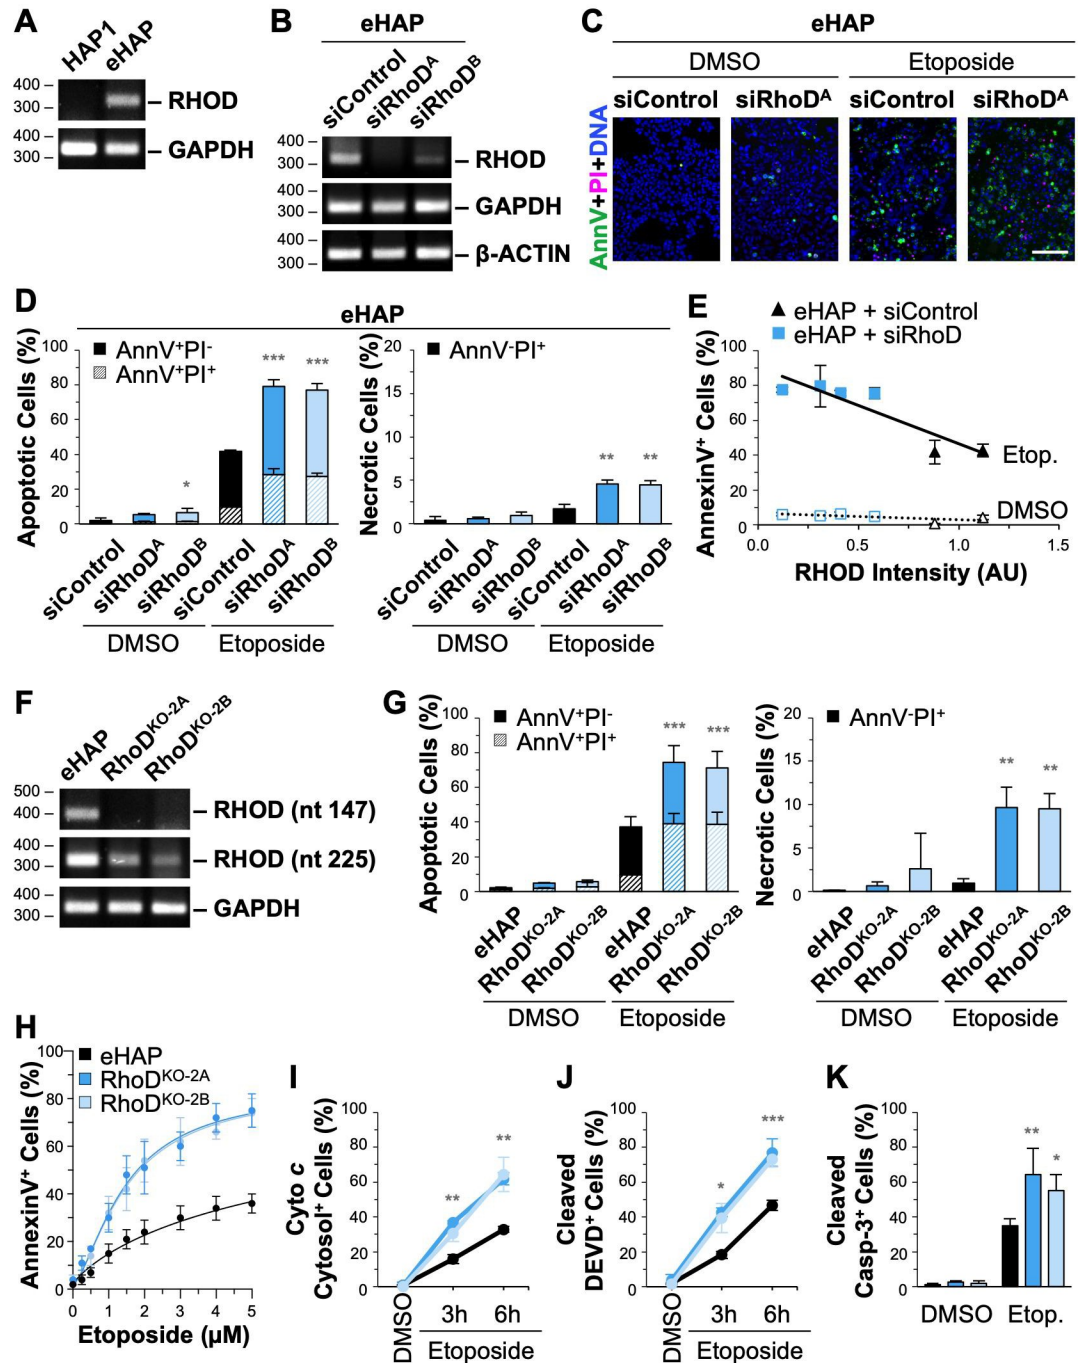 A
HAP1
eHAP
400
300
RHOD
GAPDH
400
300
B
eHAP
siControl
siRhoD^A
siRhoD^B
400
300
RHOD
400
300
GAPDH
400
300
β-ACTIN
C
eHAP
DMSO
Etoposide
siControl
siRhoD^A
siControl
siRhoD^A
AnnV+PI+DNA
D
eHAP
Apoptotic Cells (%)
100
80
60
40
20
0
AnnV⁺PI⁻
AnnV⁺PI⁺
*
***
***
siControl
siRhoD^A
siRhoD^B
siControl
siRhoD^A
siRhoD^B
DMSO
Etoposide
Necrotic Cells (%)
20
15
10
5
0
AnnV⁻PI⁺
**
**
siControl
siRhoD^A
siRhoD^B
siControl
siRhoD^A
siRhoD^B
DMSO
Etoposide
E
eHAP + siControl
eHAP + siRhoD
AnnexinV⁺ Cells (%)
100
80
60
40
20
0
Etop.
DMSO
0.0
0.5
1.0
1.5
RHOD Intensity (AU)
F
eHAP
RhoD^KO-2A
RhoD^KO-2B
500
400
RHOD (nt 147)
400
300
RHOD (nt 225)
400
300
GAPDH
G
Apoptotic Cells (%)
100
80
60
40
20
0
AnnV⁺PI⁻
AnnV⁺PI⁺
***
***
eHAP
RhoD^KO-2A
RhoD^KO-2B
eHAP
RhoD^KO-2A
RhoD^KO-2B
DMSO
Etoposide
Necrotic Cells (%)
20
15
10
5
0
AnnV⁻PI⁺
**
**
eHAP
RhoD^KO-2A
RhoD^KO-2B
eHAP
RhoD^KO-2A
RhoD^KO-2B
DMSO
Etoposide
H
AnnexinV⁺ Cells (%)
100
80
60
40
20
0
eHAP
RhoD^KO-2A
RhoD^KO-2B
0
1
2
3
4
5
Etoposide (µM)
I
Cyto c
Cytosol⁺ Cells (%)
100
80
60
40
20
0
**
**
DMSO
3h
6h
Etoposide
J
Cleaved
DEVD⁺ Cells (%)
100
80
60
40
20
0
*
***
DMSO
3h
6h
Etoposide
K
Cleaved
Casp-3⁺ Cells (%)
100
80
60
40
20
0
**
*
DMSO
Etop.